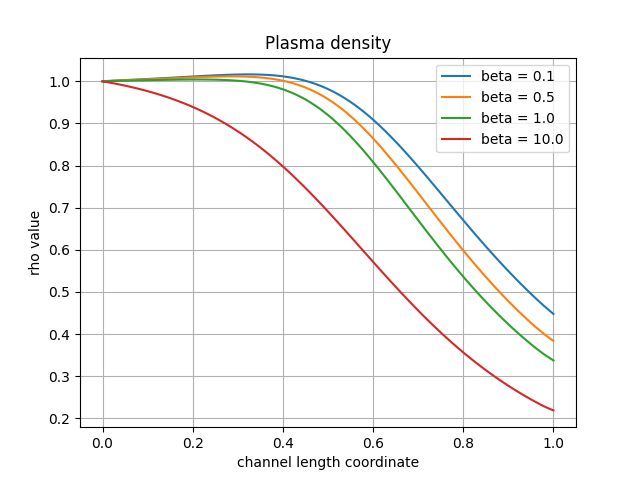 Plasma density
beta = 0.1
beta = 0.5
beta = 1.0
beta = 10.0
rho value
1.0
0.9
0.8
0.7
0.6
0.5
0.4
0.3
0.2
0.0 0.2 0.4 0.6 0.8 1.0
channel length coordinate